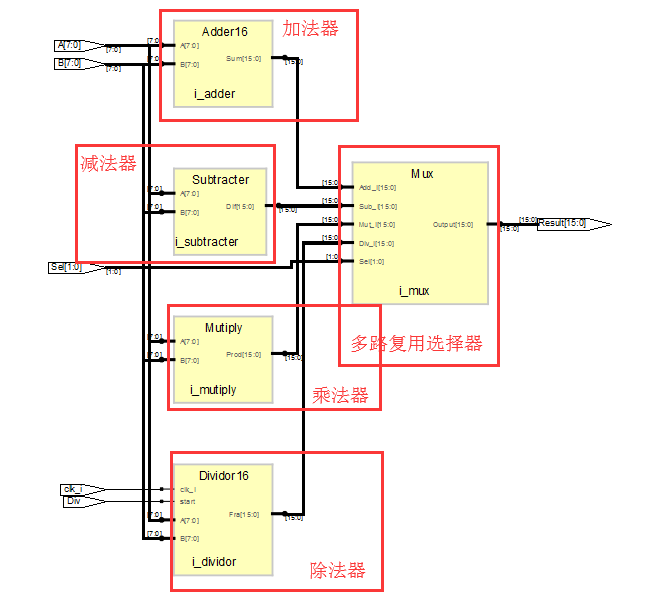 Adder16
加法器
A[7:0]
[7:0]
[7:0]
A[7:0]
Sum[15:0]
[15:0]
B[7:0]
[7:0]
[7:0]
B[7:0]
i_adder
减法器
Subtracter
[7:0]
A[7:0]
Dif[15:0]
[15:0]
[7:0]
B[7:0]
i_subtracter
Mux
[15:0]
Add_I[15:0]
[15:0]
Sub_I[15:0]
[15:0]
Mut_I[15:0]
Output[15:0]
[15:0]
Result[15:0]
[15:0]
Div_I[15:0]
[1:0]
Sel[1:0]
i_mux
多路复用选择器
Sel[1:0]
[1:0]
Mutiply
[7:0]
A[7:0]
Prod[15:0]
[15:0]
[7:0]
B[7:0]
i_mutiply
乘法器
Dividor16
clk_i
clk_i
Div
start
[7:0]
A[7:0]
Fra[15:0]
[15:0]
[7:0]
B[7:0]
i_dividor
除法器